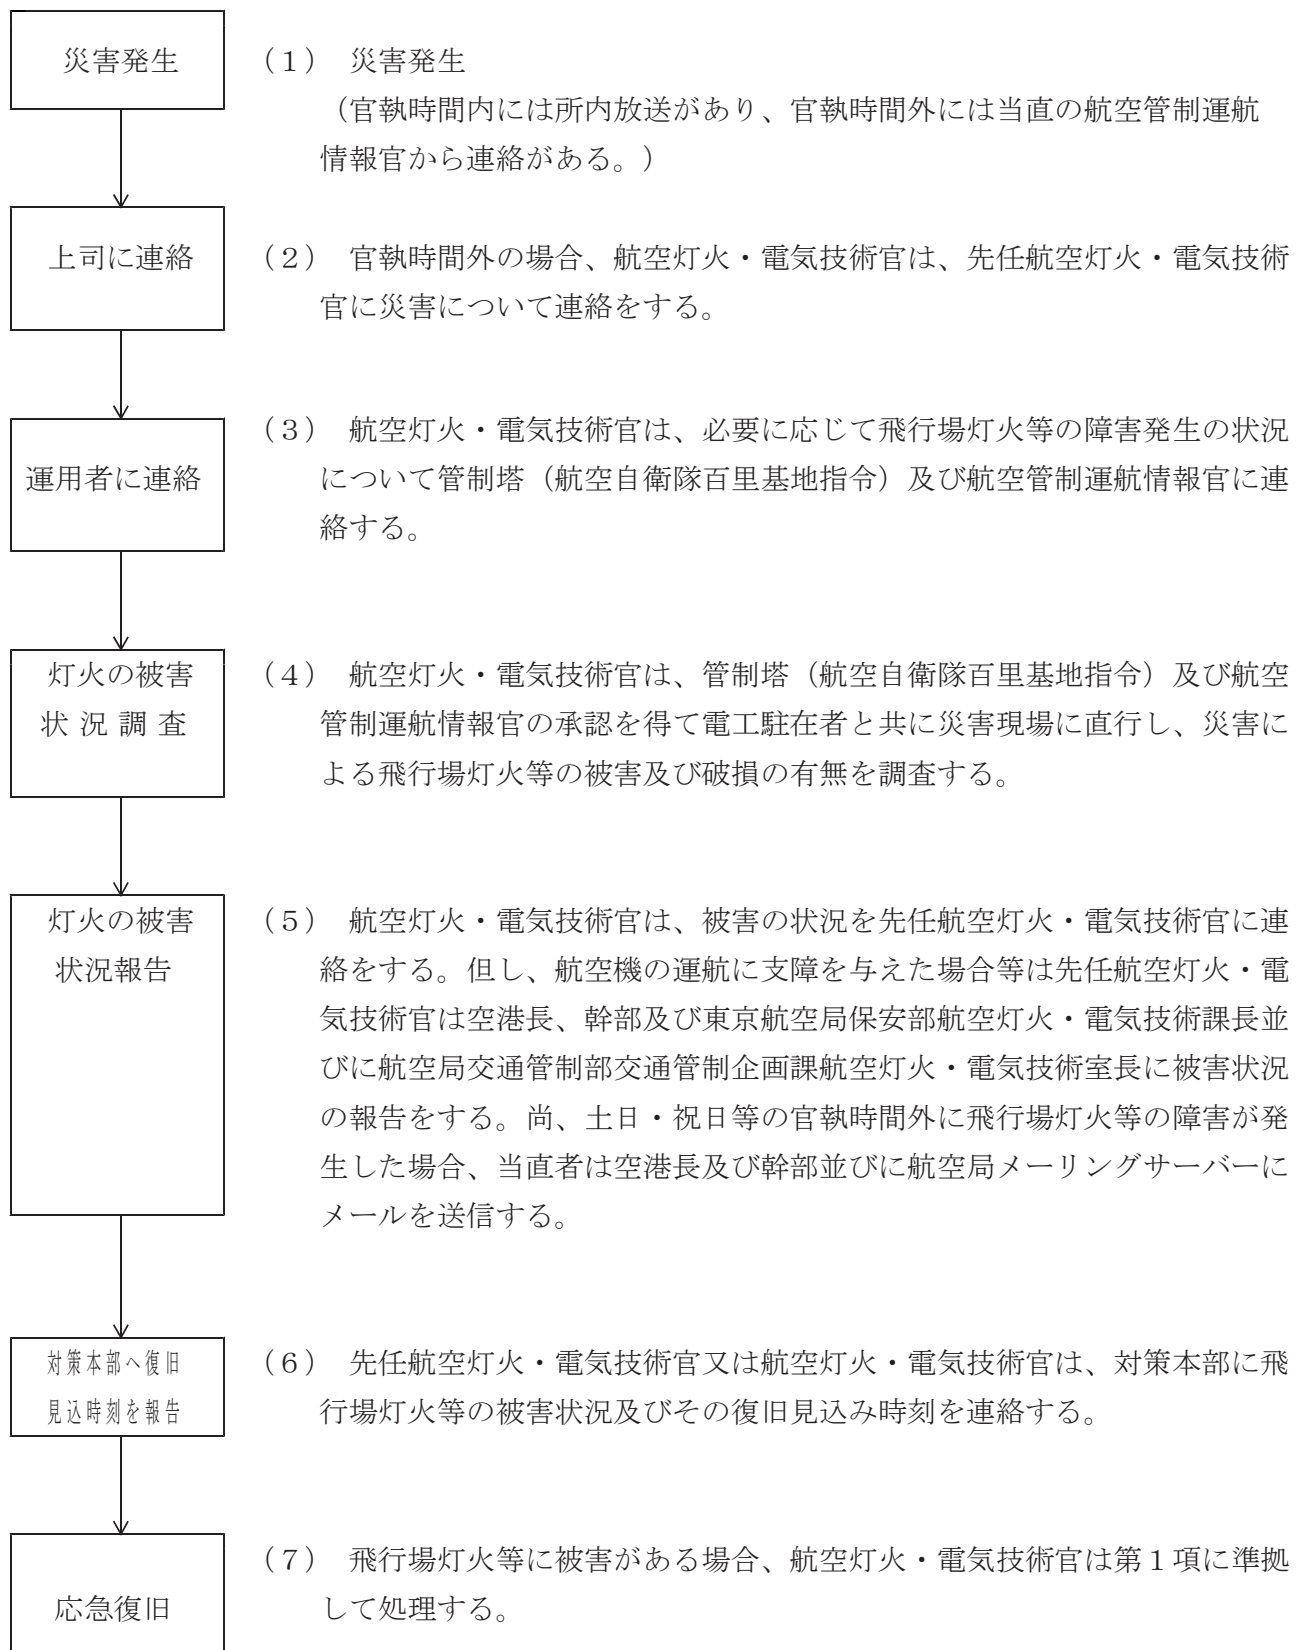 災害発生
(1) 災害発生
(官執時間内には所内放送があり、官執時間外には当直の航空管制運航
情報官から連絡がある。)
上司に連絡
(2) 官執時間外の場合、航空灯火・電気技術官は、先任航空灯火・電気技術
官に災害について連絡をする。
運用者に連絡
(3) 航空灯火・電気技術官は、必要に応じて飛行場灯火等の障害発生の状況
について管制塔(航空自衛隊百里基地指令)及び航空管制運航情報官に連
絡する。
灯火の被害
状況調査
(4) 航空灯火・電気技術官は、管制塔(航空自衛隊百里基地指令)及び航空
管制運航情報官の承認を得て電工駐在者と共に災害現場に直行し、災害に
よる飛行場灯火等の被害及び破損の有無を調査する。
灯火の被害
状況報告
(5) 航空灯火・電気技術官は、被害の状況を先任航空灯火・電気技術官に連
絡をする。但し、航空機の運航に支障を与えた場合等は先任航空灯火・電
気技術官は空港長、幹部及び東京航空局保安部航空灯火・電気技術課長並
びに航空局交通管制部交通管制企画課航空灯火・電気技術室長に被害状況
の報告をする。尚、土日・祝日等の官執時間外に飛行場灯火等の障害が発
生した場合、当直者は空港長及び幹部並びに航空局メーリングサーバーに
メールを送信する。
対策本部へ復旧
見込時刻を報告
(6) 先任航空灯火・電気技術官又は航空灯火・電気技術官は、対策本部に飛
行場灯火等の被害状況及びその復旧見込み時刻を連絡する。
応急復旧
(7) 飛行場灯火等に被害がある場合、航空灯火・電気技術官は第1項に準拠
して処理する。